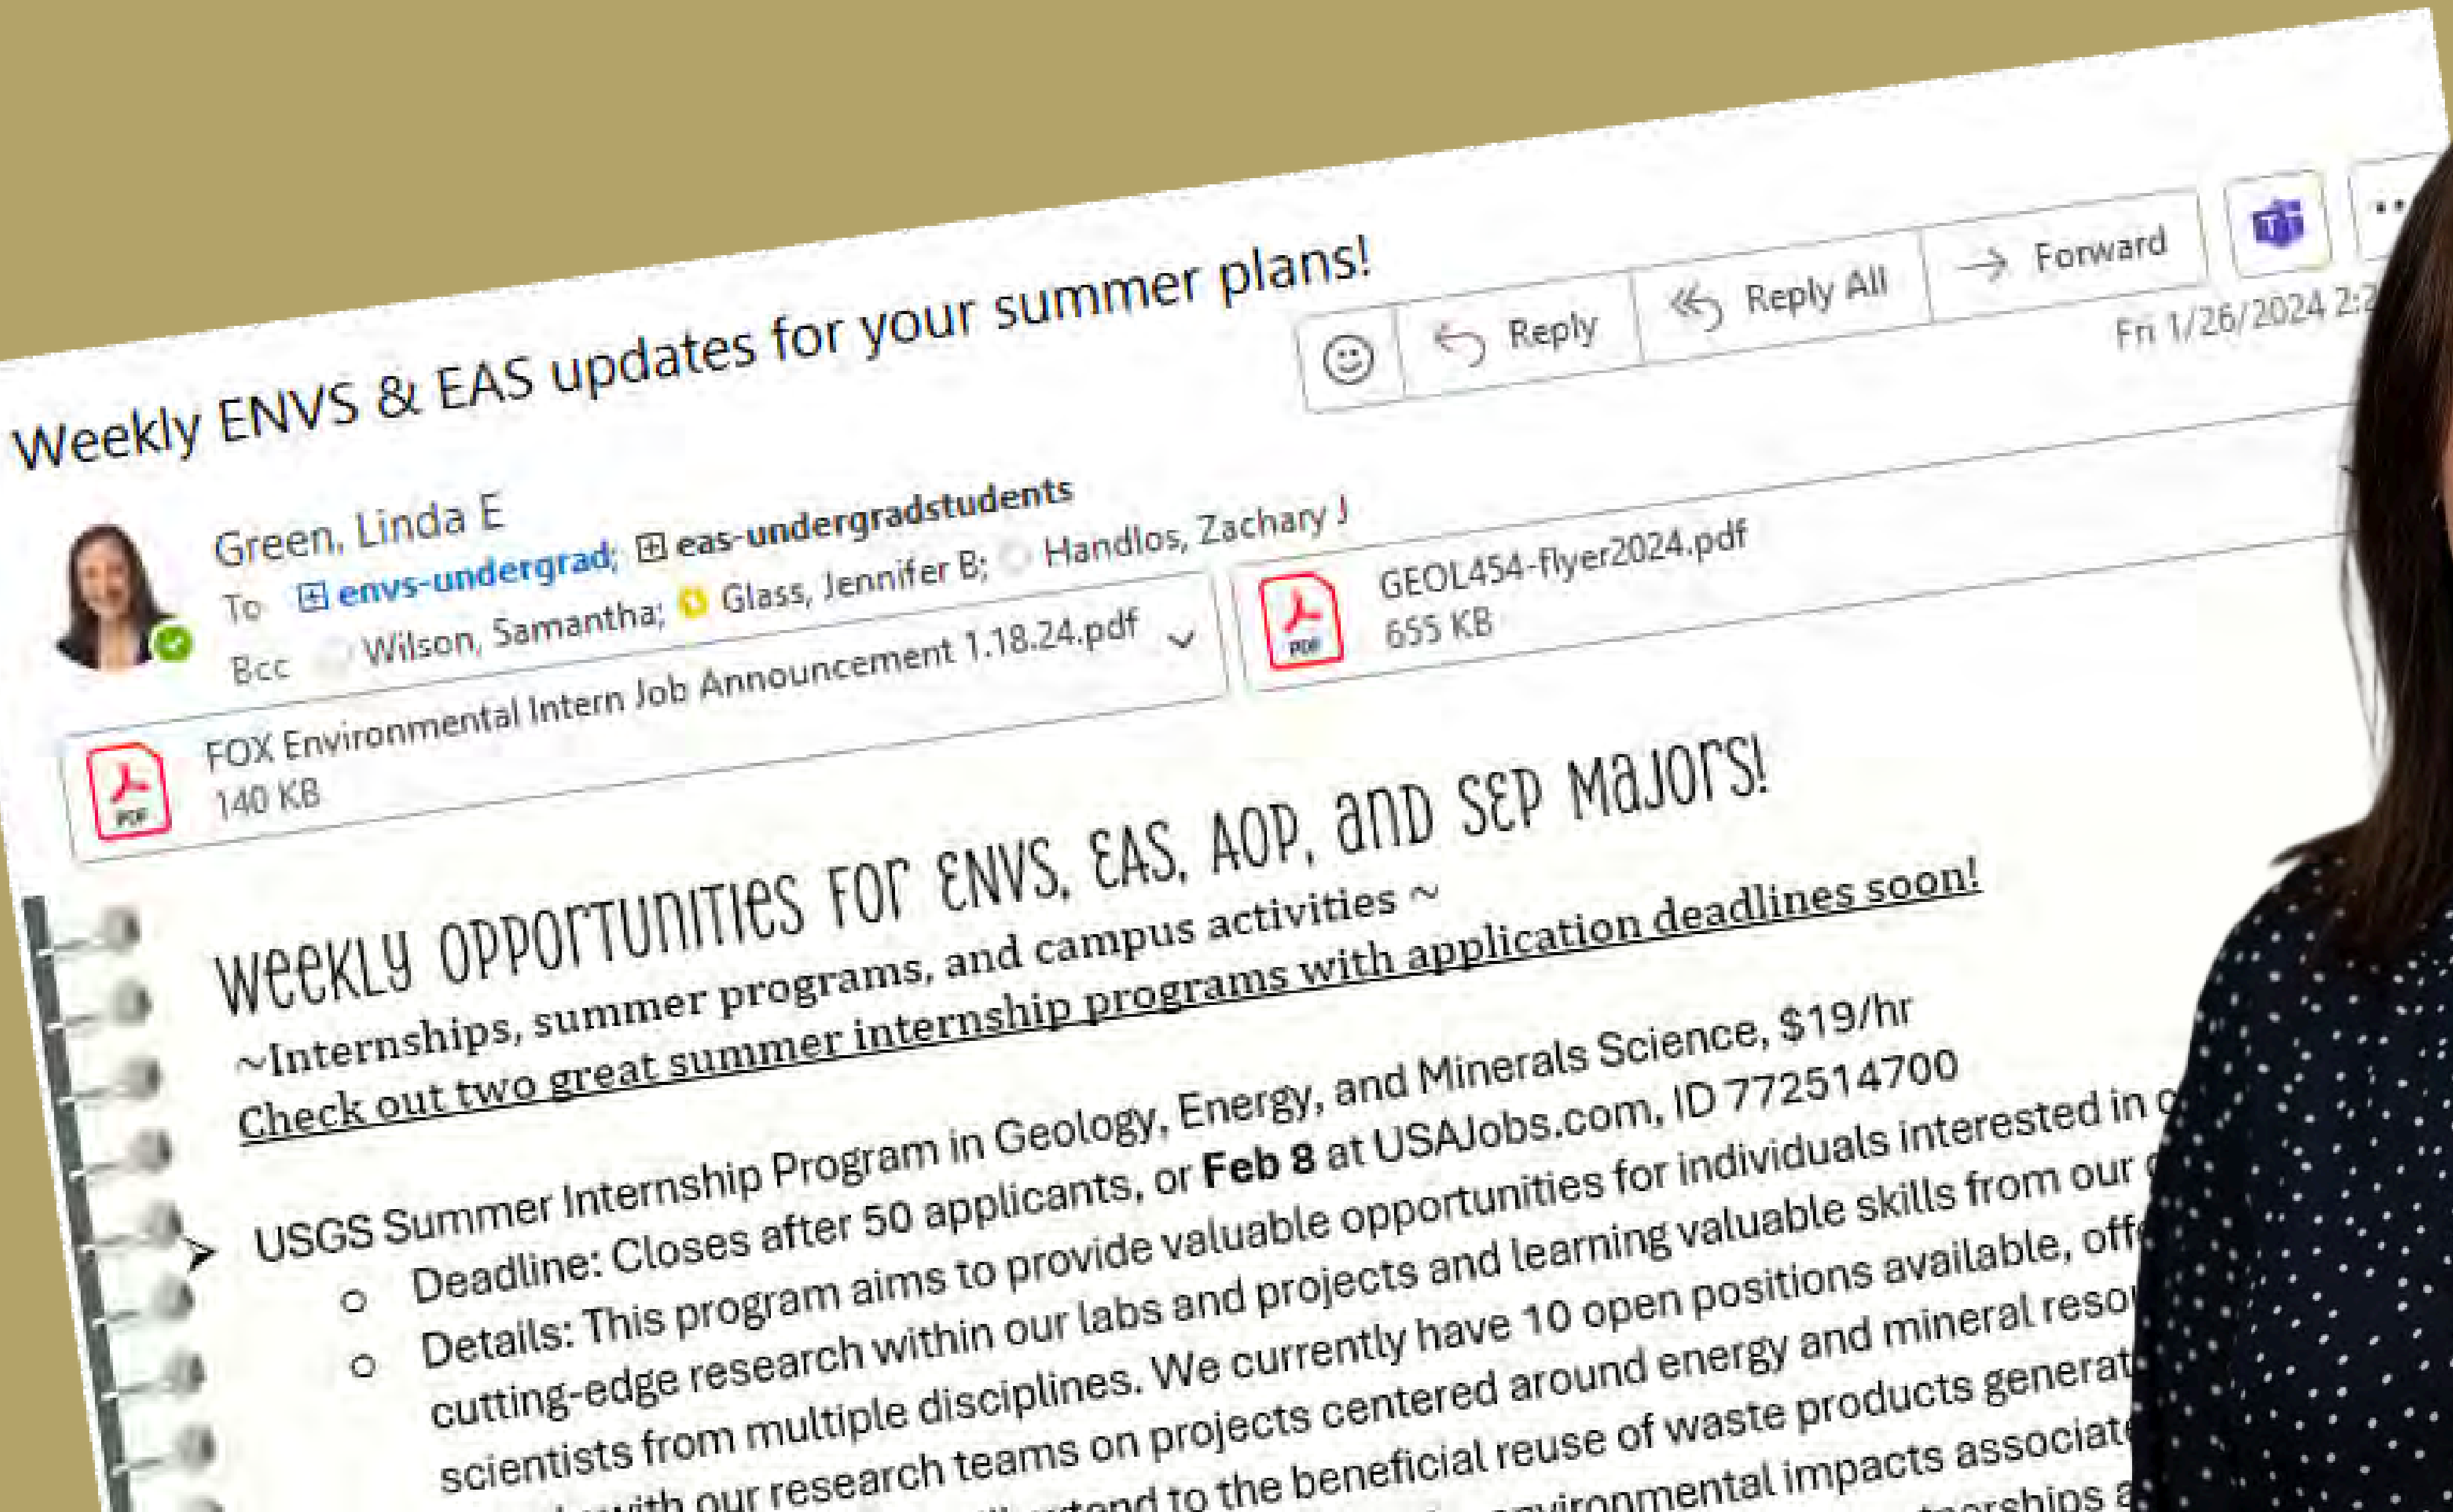 Weekly ENVS & EAS updates for your summer plans!
Reply
Reply All
Forward
Fri 1/26/2024 2:2
Green, Linda E
To envs-undergrad; eas-undergradstudents
Bcc Wilson, Samantha; Glass, Jennifer B; Handlos, Zachary J
PDF
FOX Environmental Intern Job Announcement 1.18.24.pdf
140 KB
PDF
GEOL454-flyer2024.pdf
655 KB
Weekly Opportunities for ENVS, EAS, AOP, and SEP Majors!
~Internships, summer programs, and campus activities ~
Check out two great summer internship programs with application deadlines soon!
➤ USGS Summer Internship Program in Geology, Energy, and Minerals Science, $19/hr
o Deadline: Closes after 50 applicants, or Feb 8 at USAJobs.com, ID 772514700
o Details: This program aims to provide valuable opportunities for individuals interested in
cutting-edge research within our labs and projects and learning valuable skills from our
scientists from multiple disciplines. We currently have 10 open positions available,
with our research teams on projects centered around energy and mineral
to the beneficial reuse of waste products
impacts